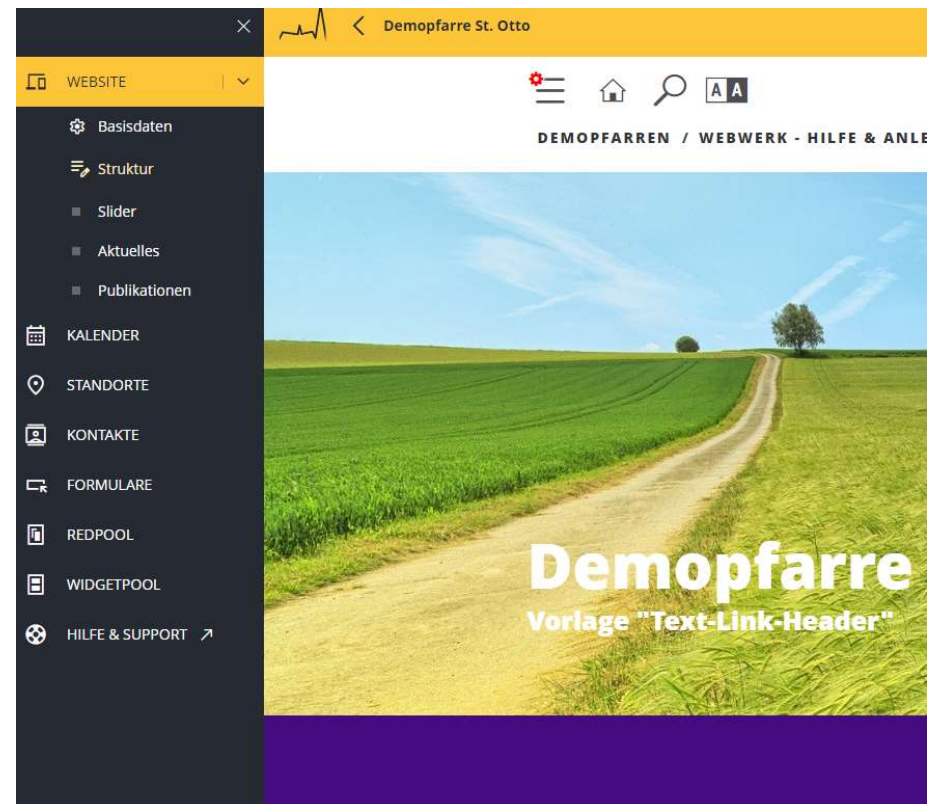 Demopfarre St. Otto
WEBSITE
Basisdaten
Struktur
Slider
Aktuelles
Publikationen
KALENDER
STANDORTE
KONTAKTE
FORMULARE
REDPOOL
WIDGETPOOL
HILFE & SUPPORT
A A
DEMOPFARREN / WEBWERK - HILFE & ANLE
Demopfarre
Vorlage "Text-Link-Header"